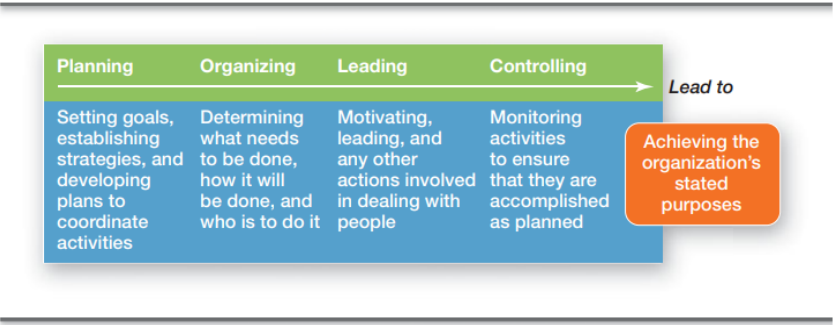 Planning
Organizing
Leading
Controlling
Lead to
Setting goals,
establishing
strategies, and
developing
plans to
coordinate
activities
Determining
what needs
to be done,
how it will
be done, and
who is to do it
Motivating,
leading, and
any other
actions involved
in dealing with
people
Monitoring
activities
to ensure
that they are
accomplished
as planned
Achieving the
organization's
stated
purposes